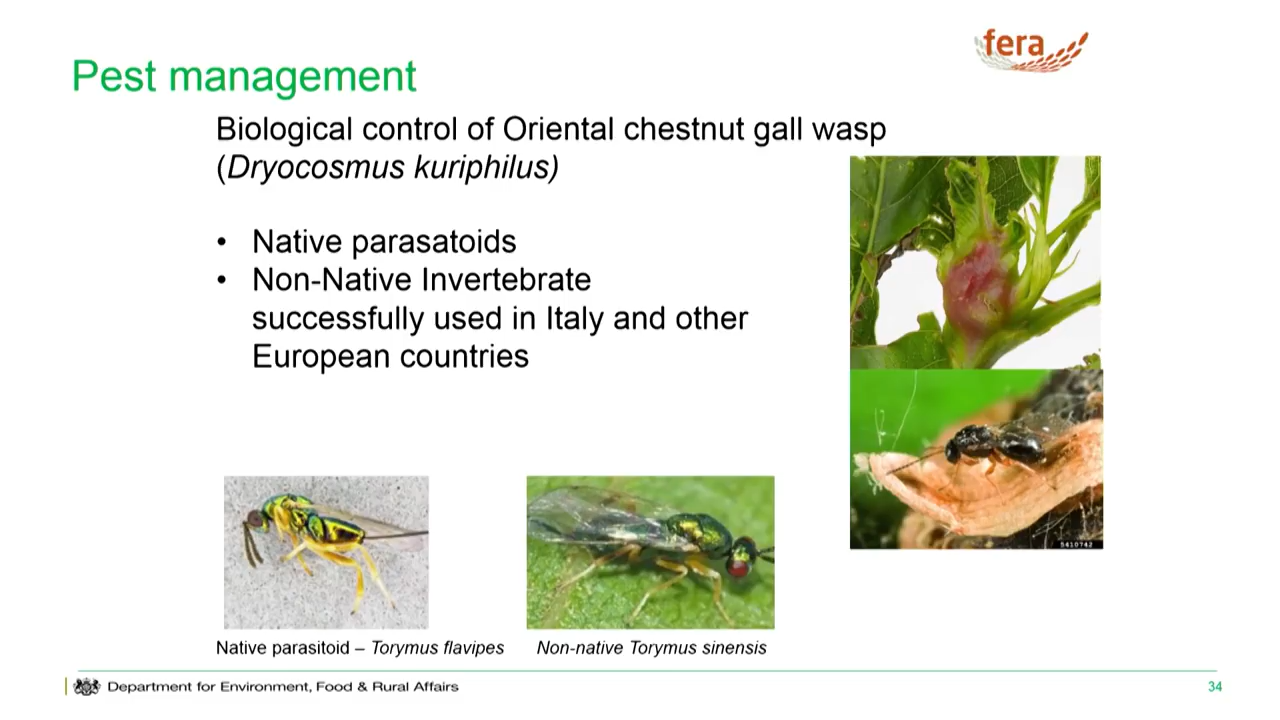 fera
Pest management
Biological control of Oriental chestnut gall wasp
(Dryocosmus kuriphilus)
• Native parasatoids
• Non-Native Invertebrate
successfully used in Italy and other
European countries
5410742
Native parasitoid – Torymus flavipes
Non-native Torymus sinensis
Department for Environment, Food & Rural Affairs
34